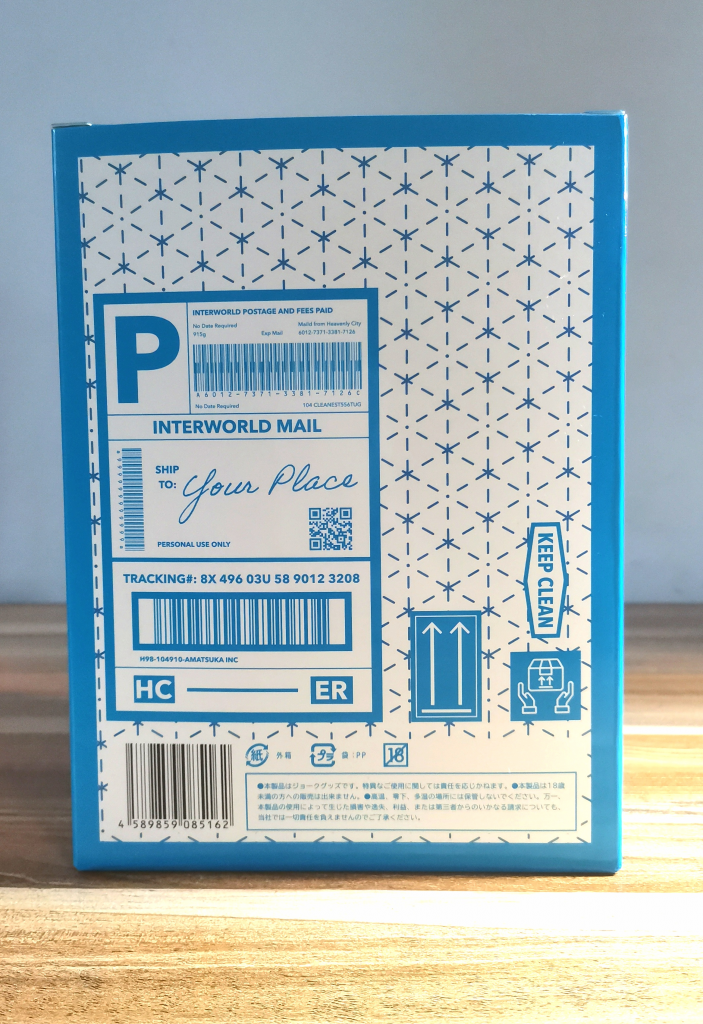 P
INTERWORLD POSTAGE AND FEES PAID
No Date Required
Maild from Heavenly City
915g
Exp Mail
6012-7371-3381-7126
A6012-7371-3381-7126C
No Date Required
104 CLEANESTSS6TUG
INTERWORLD MAIL
SHIP
TO:
Your Place
PERSONAL USE ONLY
TRACKING#: 8X 496 03U 58 9012 3208
H98-104910-AMATSUKA INC
HC
ER
KEEP CLEAN
紙
外箱
プラ
袋:PP
18
4 589859 085162
●本製品はジョークグッズです。特異なご使用に関しては責任を応じかねます。●本製品は18歳
未満の方への販売は出来ません。●高温、零下、多湿の場所には保管しないでください。万一、
本製品の使用によって生じた損害や逸失、利益、または第三者からのいかなる請求についても、
当社では一切責任を負えませんのでご了承ください。